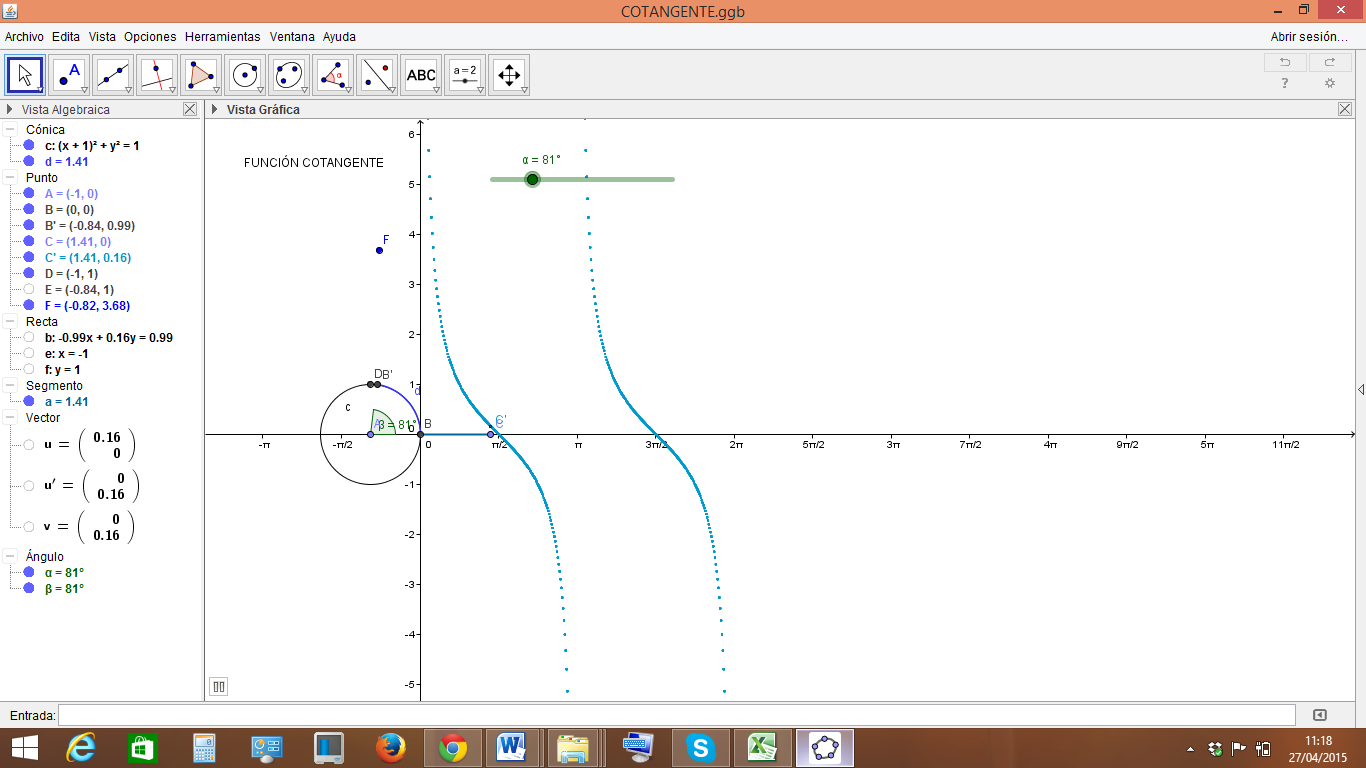 COTANGENTE.ggb
Archivo Edita Vista Opciones Herramientas Ventana Ayuda
Abrir sesión...
A
α
ABC
a=2
?
Vista Algebraica
Vista Gráfica
Cónica
c: (x + 1)² + y² = 1
d = 1.41
Punto
A = (-1, 0)
B = (0, 0)
B' = (-0.84, 0.99)
C = (1.41, 0)
C' = (1.41, 0.16)
D = (-1, 1)
E = (-0.84, 1)
F = (-0.82, 3.68)
Recta
b: -0.99x + 0.16y = 0.99
e: x = -1
f: y = 1
Segmento
a = 1.41
Vector
u = ( 0.16
0 )
u' = ( 0
0.16 )
v = ( 0
0.16 )
Ángulo
α = 81°
β = 81°
FUNCIÓN COTANGENTE
α = 81°
F
D B'
c
d
A
β = 81°
B
C'
6
5
4
3
2
1
0
-1
-2
-3
-4
-5
-π -π/2 0 π/2 π 3π/2 2π 5π/2 3π 7π/2 4π 9π/2 5π 11π/2
Entrada:
11:18
27/04/2015